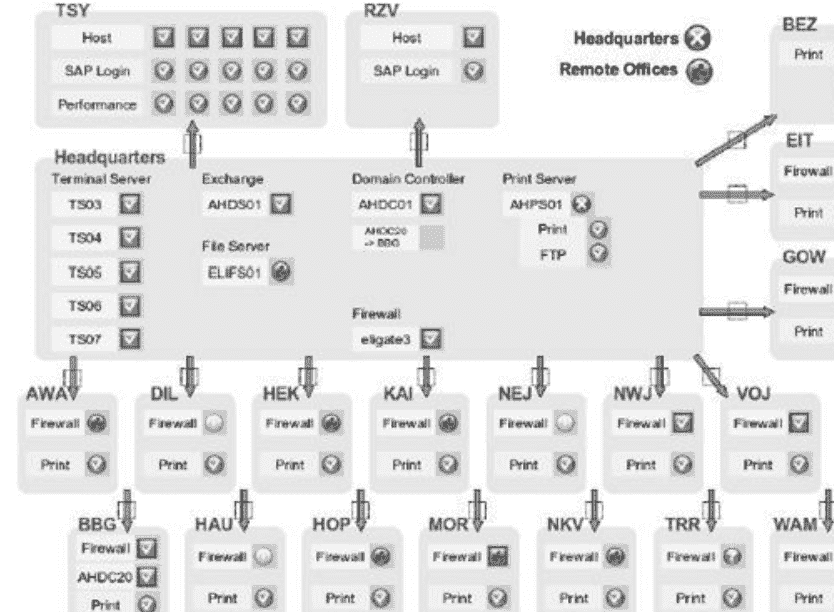 TSY
Host
SAP Login
Performance
RZV
Host
SAP Login
Headquarters
Remote Offices
BEZ
Print
EIT
Firewall
Print
GOW
Firewall
Print
Headquarters
Terminal Server
TS03
TS04
TS05
TS06
TS07
Exchange
AHDS01
File Server
ELIFS01
Domain Controller
AHDC01
AHDC20
-> BBG
Firewall
eligate3
Print Server
AHPS01
Print
FTP
AWA
Firewall
Print
DIL
Firewall
Print
HEK
Firewall
Print
KAI
Firewall
Print
NEJ
Firewall
Print
NWJ
Firewall
Print
VOJ
Firewall
Print
BBG
Firewall
AHDC20
Print
HAU
Firewall
Print
HOP
Firewall
Print
MOR
Firewall
Print
NKV
Firewall
Print
TRR
Firewall
Print
WAM
Firewall
Print